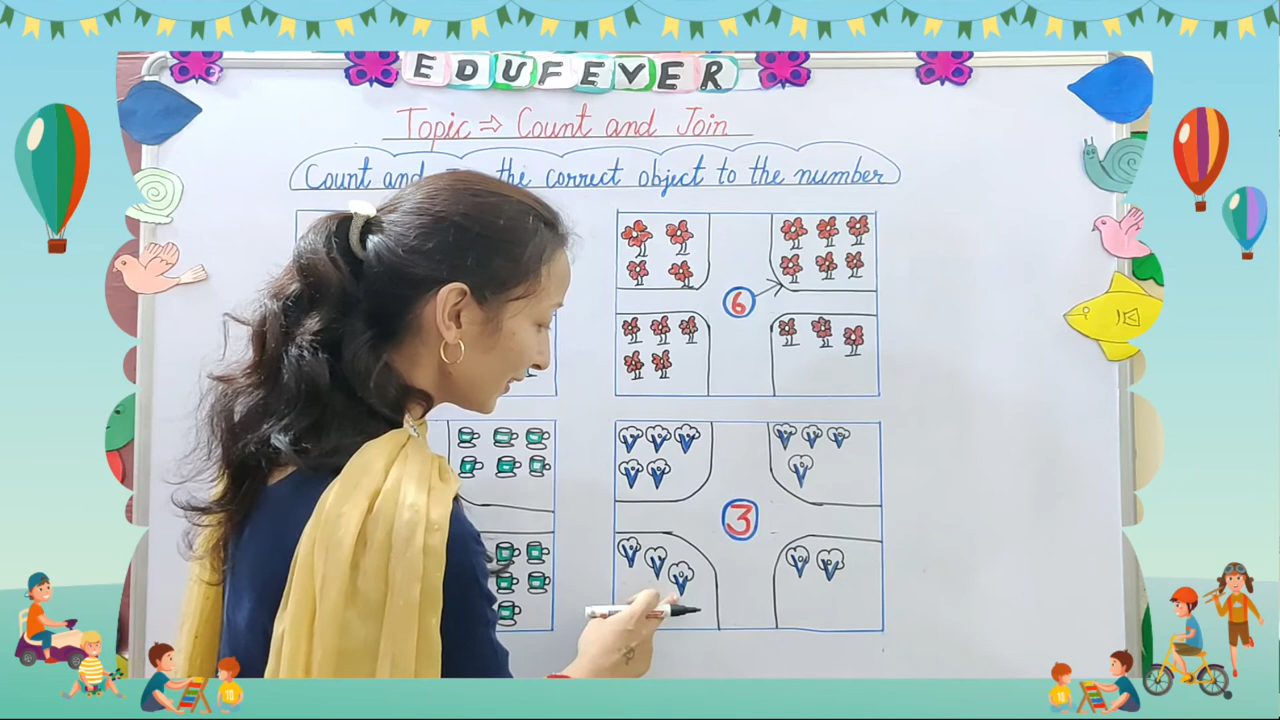 EDUFEVER
Topic ⇒ Count and Join
Count and the correct object to the number
6
3